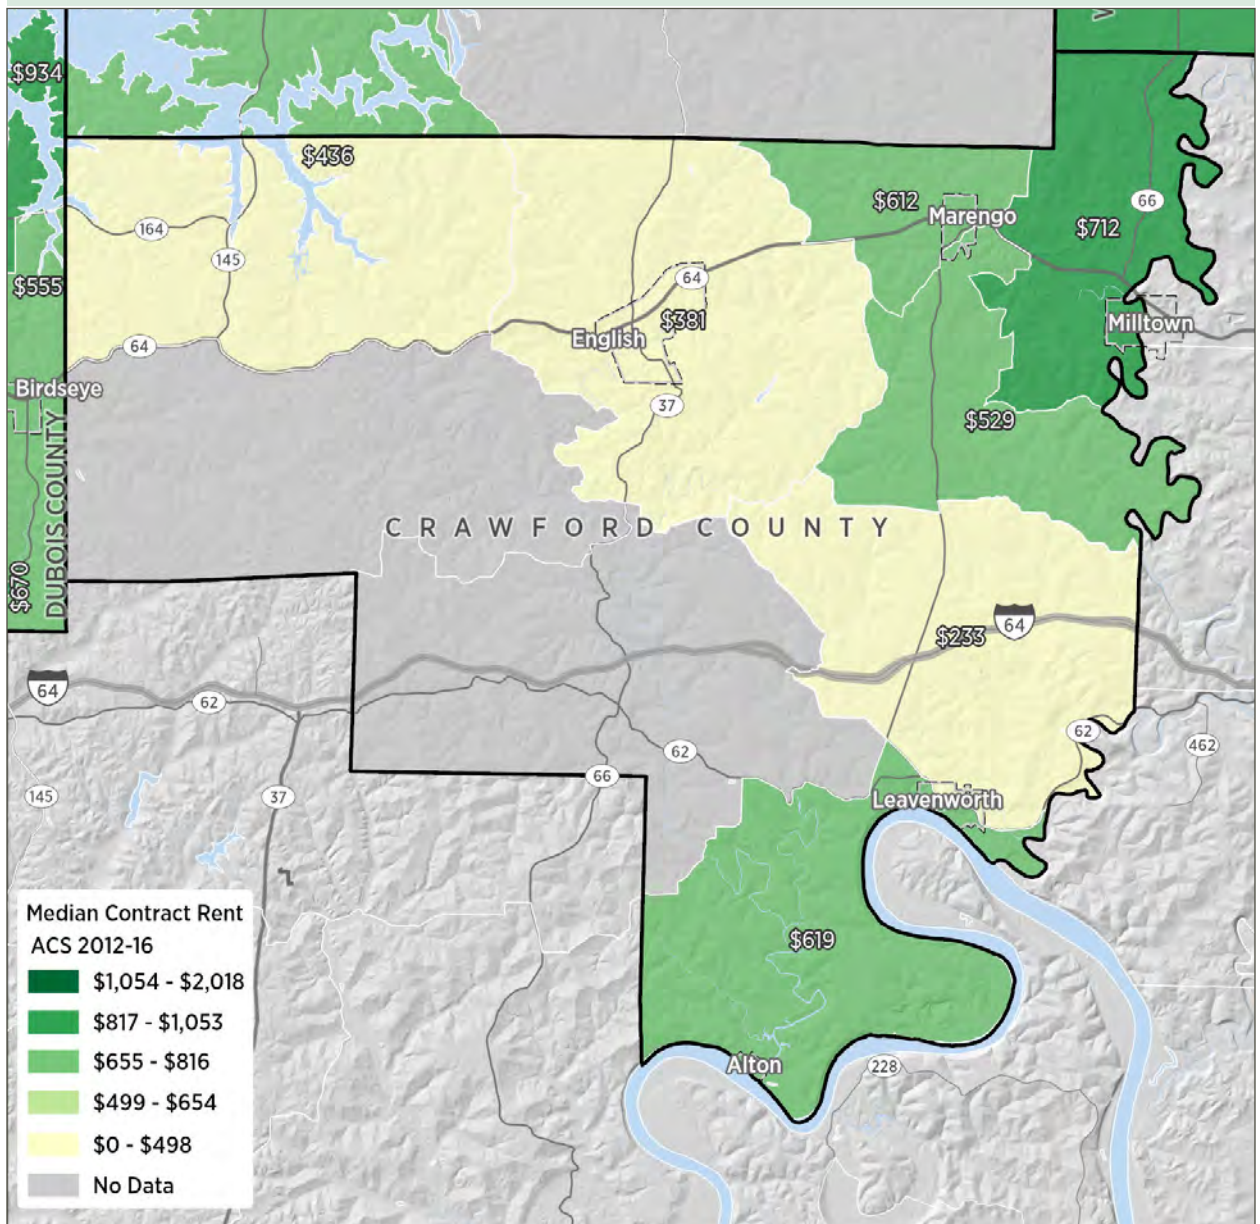 $934
$436
164
145
$555
64
Birdseye
DUBOIS COUNTY
$670
$612
Marengo
$712
66
64
$381
English
Milltown
37
$529
CRAWFORD COUNTY
$233
64
64
62
62
62
462
66
145
37
Leavenworth
$619
Alton
228
Median Contract Rent
ACS 2012-16
$1,054 - $2,018
$817 - $1,053
$655 - $816
$499 - $654
$0 - $498
No Data